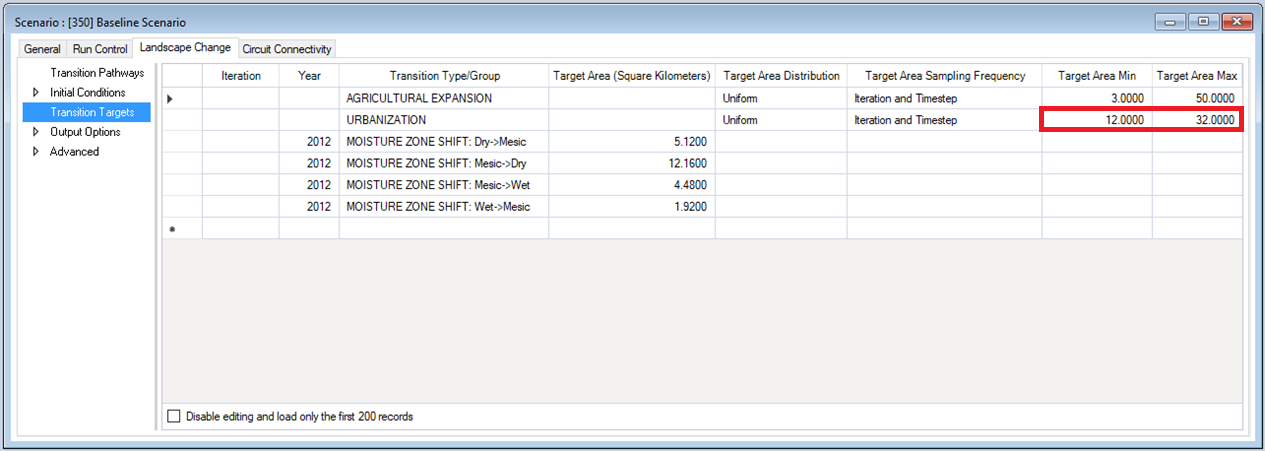 Scenario : [350] Baseline Scenario
General Run Control Landscape Change Circuit Connectivity
Transition Pathways
Initial Conditions
Transition Targets
Output Options
Advanced
Iteration Year Transition Type/Group Target Area (Square Kilometers) Target Area Distribution Target Area Sampling Frequency Target Area Min Target Area Max
AGRICULTURAL EXPANSION Uniform Iteration and Timestep 3.0000 50.0000
URBANIZATION Uniform Iteration and Timestep 12.0000 32.0000
2012 MOISTURE ZONE SHIFT: Dry->Mesic 5.1200
2012 MOISTURE ZONE SHIFT: Mesic->Dry 12.1600
2012 MOISTURE ZONE SHIFT: Mesic->Wet 4.4800
2012 MOISTURE ZONE SHIFT: Wet->Mesic 1.9200
Disable editing and load only the first 200 records